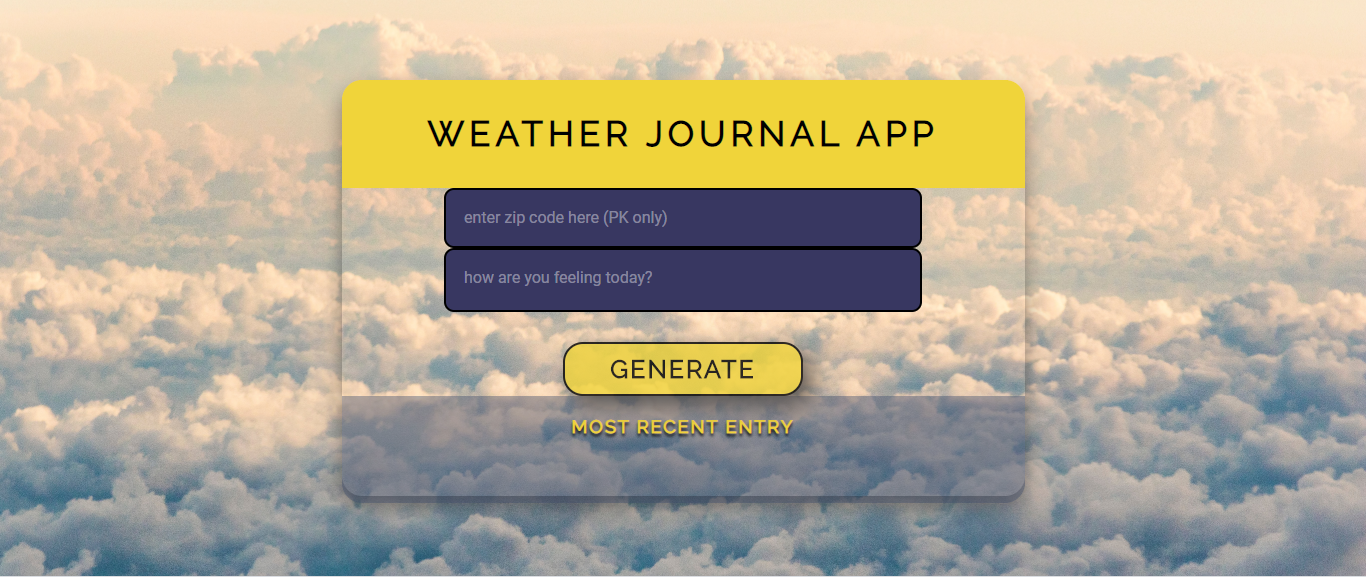 WEATHER JOURNAL APP
enter zip code here (PK only)
how are you feeling today?
GENERATE
MOST RECENT ENTRY